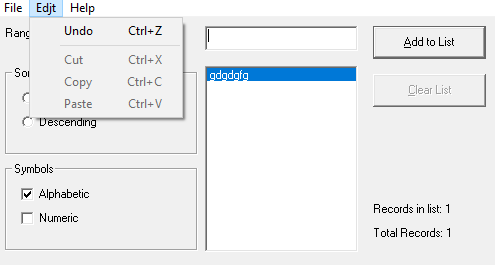 File Edit Help
Rang
Undo Ctrl+Z
Add to List
Cut Ctrl+X
Copy Ctrl+C
Paste Ctrl+V
gdgdgfg
Clear List
Sor
Descending
Symbols
Alphabetic
Numeric
Records in list: 1
Total Records: 1